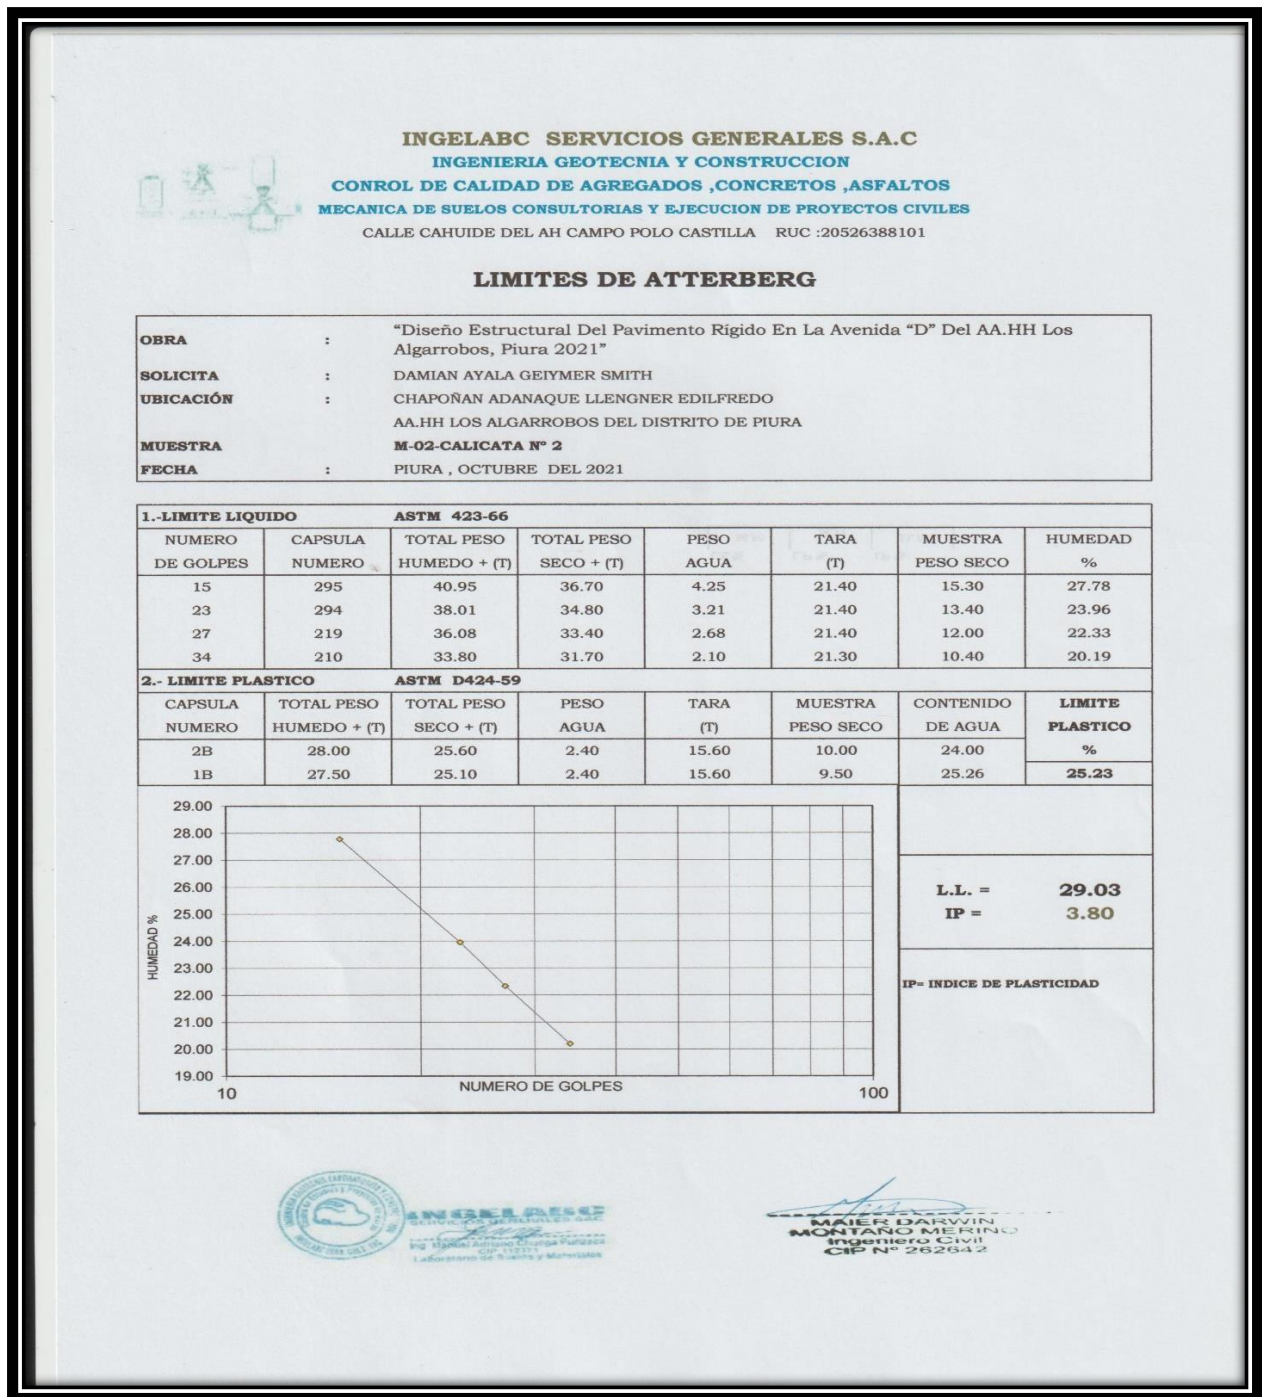 INGELABC SERVICIOS GENERALES S.A.C
INGENIERIA GEOTECNIA Y CONSTRUCCION
CONROL DE CALIDAD DE AGREGADOS ,CONCRETOS ,ASFALTOS
MECANICA DE SUELOS CONSULTORIAS Y EJECUCION DE PROYECTOS CIVILES
CALLE CAHUIDE DEL AH CAMPO POLO CASTILLA RUC :20526388101
LIMITES DE ATTERBERG
OBRA : “Diseño Estructural Del Pavimento Rígido En La Avenida “D” Del AA.HH Los
Algarrobos, Piura 2021”
SOLICITA : DAMIAN AYALA GEIYMER SMITH
UBICACIÓN : CHAPOÑAN ADANAQUE LLENGNER EDILFREDO
AA.HH LOS ALGARROBOS DEL DISTRITO DE PIURA
MUESTRA M-02-CALICATA Nº 2
FECHA : PIURA , OCTUBRE DEL 2021
1.-LIMITE LIQUIDO ASTM 423-66
NUMERO CAPSULA TOTAL PESO TOTAL PESO PESO TARA MUESTRA HUMEDAD
DE GOLPES NUMERO HUMEDO + (T) SECO + (T) AGUA (T) PESO SECO %
15 295 40.95 36.70 4.25 21.40 15.30 27.78
23 294 38.01 34.80 3.21 21.40 13.40 23.96
27 219 36.08 33.40 2.68 21.40 12.00 22.33
34 210 33.80 31.70 2.10 21.30 10.40 20.19
2.- LIMITE PLASTICO ASTM D424-59
CAPSULA TOTAL PESO TOTAL PESO PESO TARA MUESTRA CONTENIDO LIMITE
NUMERO HUMEDO + (T) SECO + (T) AGUA (T) PESO SECO DE AGUA PLASTICO
2B 28.00 25.60 2.40 15.60 10.00 24.00 %
1B 27.50 25.10 2.40 15.60 9.50 25.26 25.23
29.00
28.00
27.00
26.00
25.00
24.00
23.00
22.00
21.00
20.00
19.00
HUMEDAD %
10 NUMERO DE GOLPES 100
L.L. = 29.03
IP = 3.80
IP= INDICE DE PLASTICIDAD
INGELABC
SERVICIOS GENERALES SAC
Laboratorio de Suelos y Materiales
MAIER DARWIN
MONTAÑO MERINO
Ingeniero Civil
CIP Nº 262642